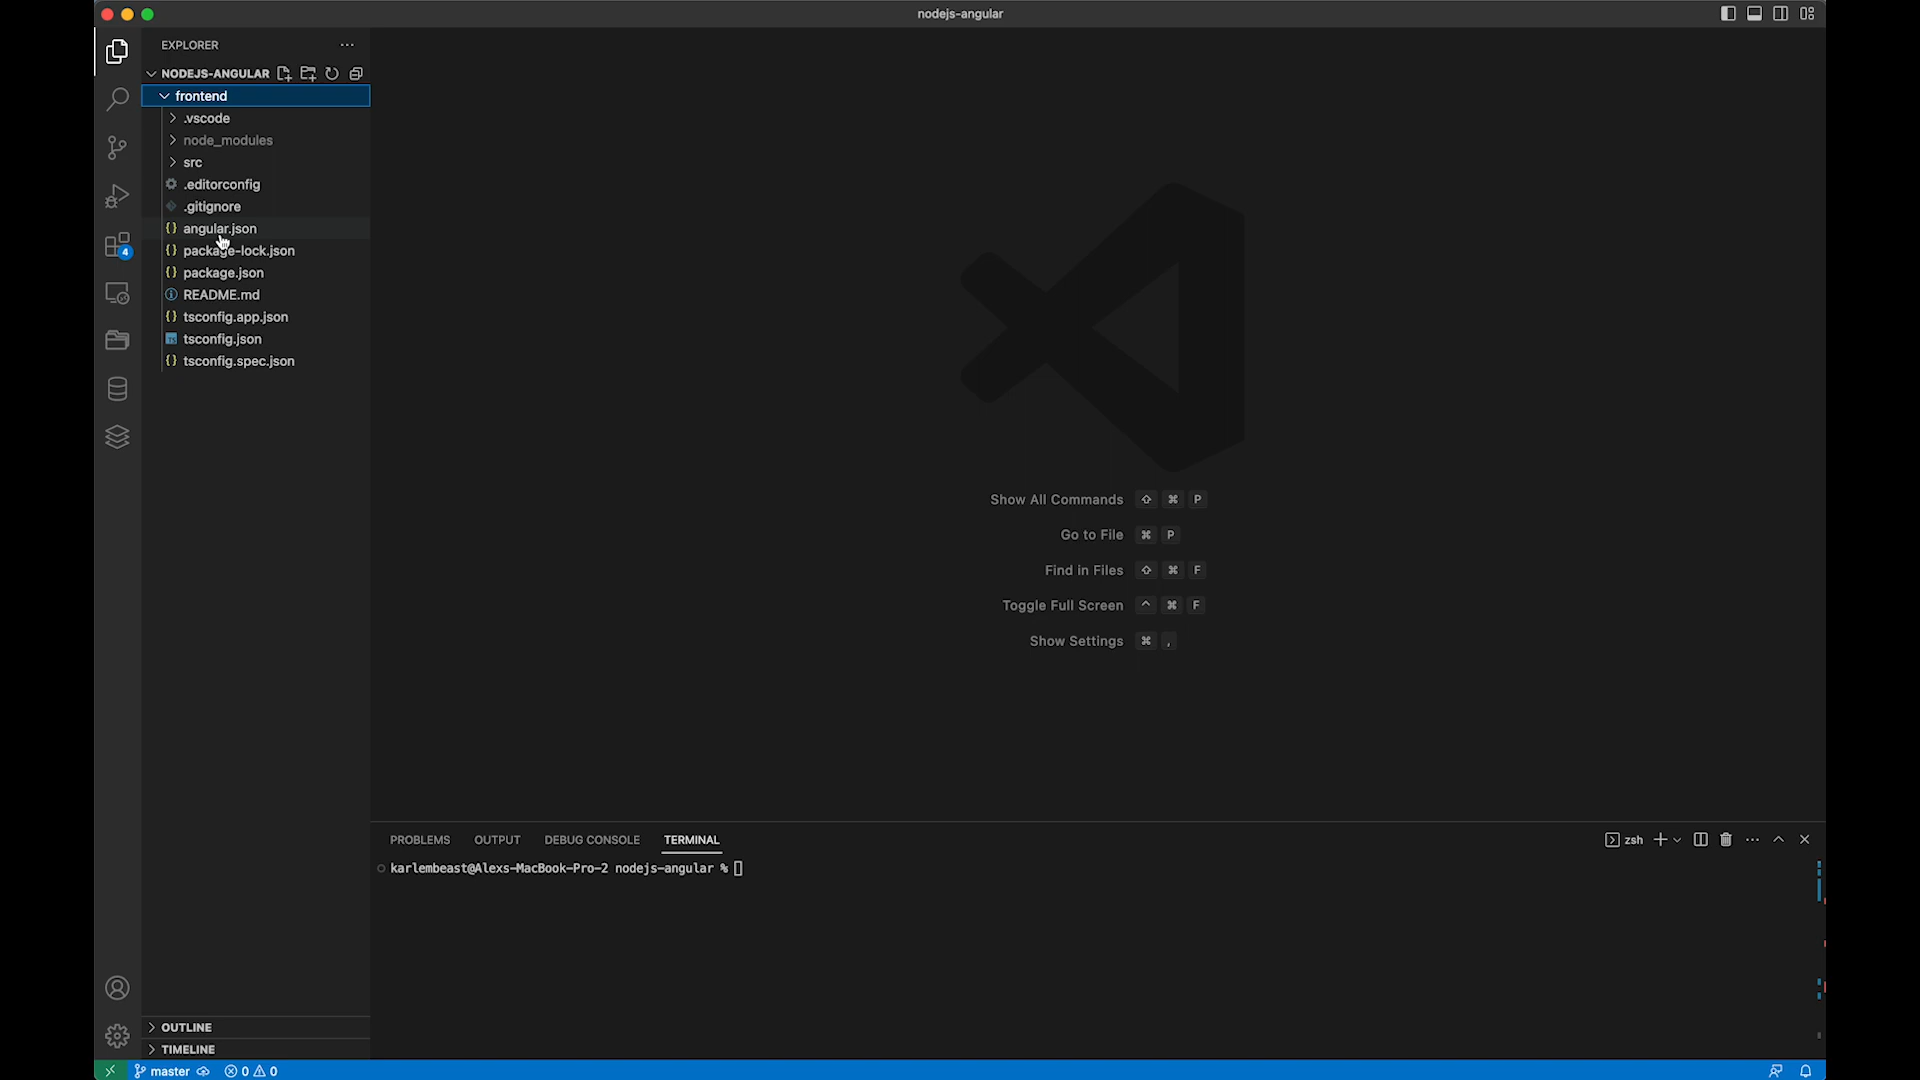 nodejs-angular
EXPLORER
NODEJS-ANGULAR
frontend
.vscode
node_modules
src
.editorconfig
.gitignore
angular.json
package-lock.json
package.json
README.md
tsconfig.app.json
TS tsconfig.json
tsconfig.spec.json
4
Show All Commands ⇧ ⌘ P
Go to File ⌘ P
Find in Files ⇧ ⌘ F
Toggle Full Screen ^ ⌘ F
Show Settings ⌘ ,
PROBLEMS OUTPUT DEBUG CONSOLE TERMINAL
zsh
karlembeast@Alexs-MacBook-Pro-2 nodejs-angular %
OUTLINE
TIMELINE
master 0 0